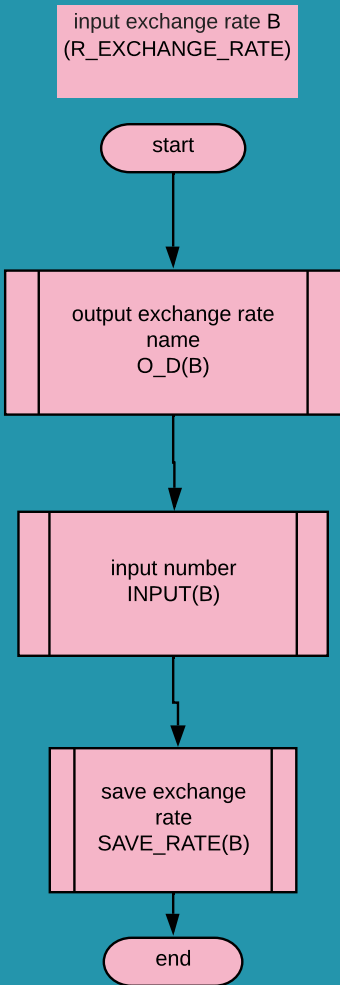 input exchange rate B
(R_EXCHANGE_RATE)
start
output exchange rate
name
O_D(B)
input number
INPUT(B)
save exchange
rate
SAVE_RATE(B)
end